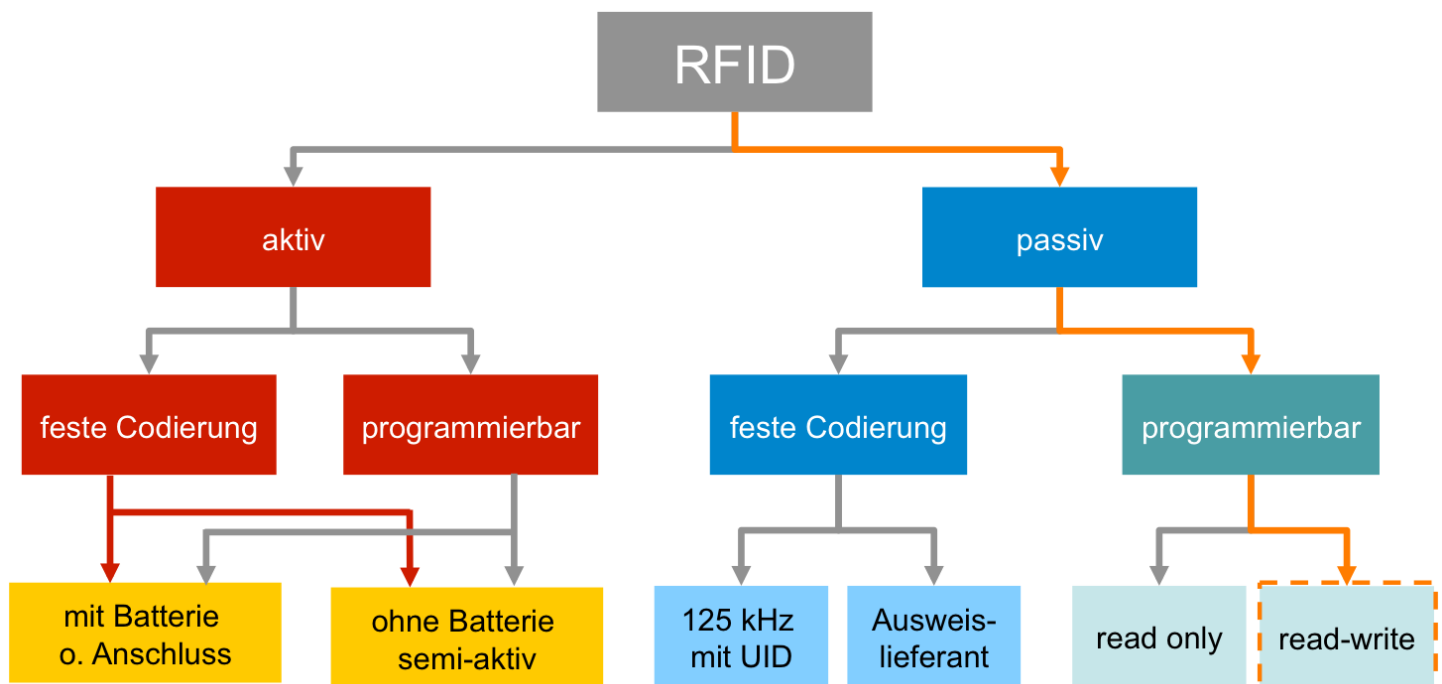 RFID
aktiv
passiv
feste Codierung
programmierbar
feste Codierung
programmierbar
mit Batterie
o. Anschluss
ohne Batterie
semi-aktiv
125 kHz
mit UID
Ausweis-
lieferant
read only
read-write